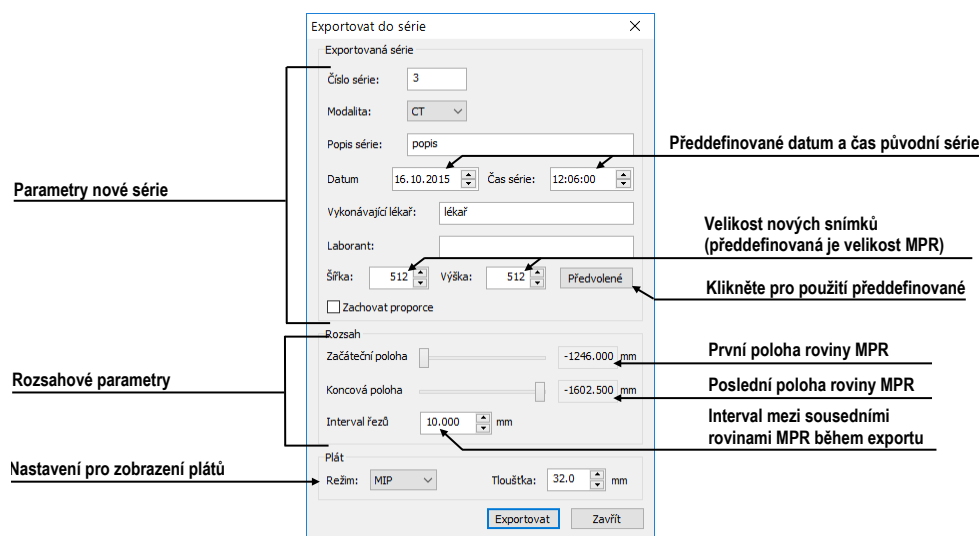 Exportovat do série
Exportovaná série
Číslo série: 3
Modalita: CT
Popis série: popis
Předdefinované datum a čas původní série
Datum 16.10.2015 Čas série: 12:06:00
Parametry nové série
Vykonávající lékař: lékař
Velikost nových snímků
(předdefinovaná je velikost MPR)
Laborant:
Šířka: 512 Výška: 512 Předvolené
Klikněte pro použití předdefinované
Zachovat proporce
Rozsah
Začáteční poloha -1246.000 mm
První poloha roviny MPR
Rozsahové parametry
Koncová poloha -1602.500 mm
Poslední poloha roviny MPR
Interval řezů 10.000 mm
Interval mezi sousedními
rovinami MPR během exportu
Plát
Nastavení pro zobrazení plátů
Režim: MIP Tloušťka: 32.0 mm
Exportovat Zavřít